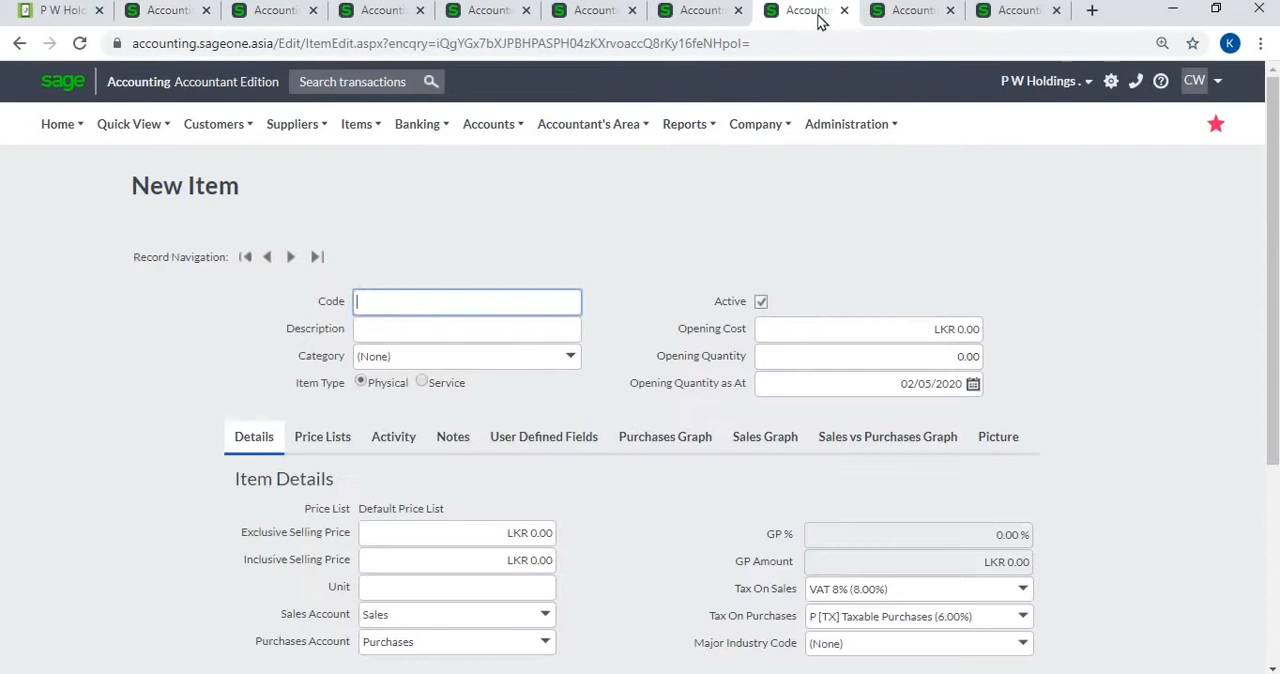 P W Hold
Accounti
Accounti
Accounti
Accounti
Accounti
Accounti
Accounti
Accounti
Accounti
accounting.sageone.asia/Edit/ItemEdit.aspx?encqry=iQgYGx7bXJPBHPASPH04zKXrvoaccQ8rKy16feNHpoI=
K
sage Accounting Accountant Edition Search transactions P W Holdings . CW
Home Quick View Customers Suppliers Items Banking Accounts Accountant's Area Reports Company Administration
New Item
Record Navigation:
Code Active
Description Opening Cost LKR 0.00
Category (None) Opening Quantity 0.00
Item Type Physical Service Opening Quantity as At 02/05/2020
Details Price Lists Activity Notes User Defined Fields Purchases Graph Sales Graph Sales vs Purchases Graph Picture
Item Details
Price List Default Price List
Exclusive Selling Price LKR 0.00 GP % 0.00 %
Inclusive Selling Price LKR 0.00 GP Amount LKR 0.00
Unit Tax On Sales VAT 8% (8.00%)
Sales Account Sales Tax On Purchases P [TX] Taxable Purchases (6.00%)
Purchases Account Purchases Major Industry Code (None)